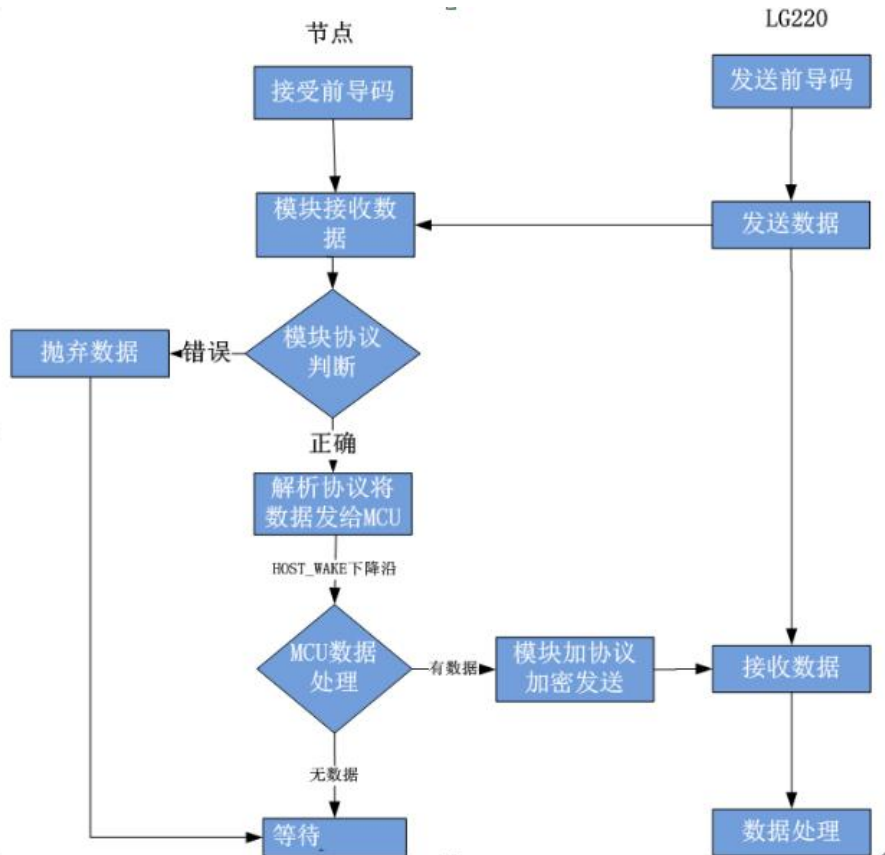 节点
LG220
接受前导码
发送前导码
模块接收数
据
发送数据
模块协议
判断
错误
抛弃数据
正确
解析协议将
数据发给MCU
HOST_WAKE下降沿
MCU数据
处理
有数据
模块加协议
加密发送
接收数据
无数据
等待
数据处理